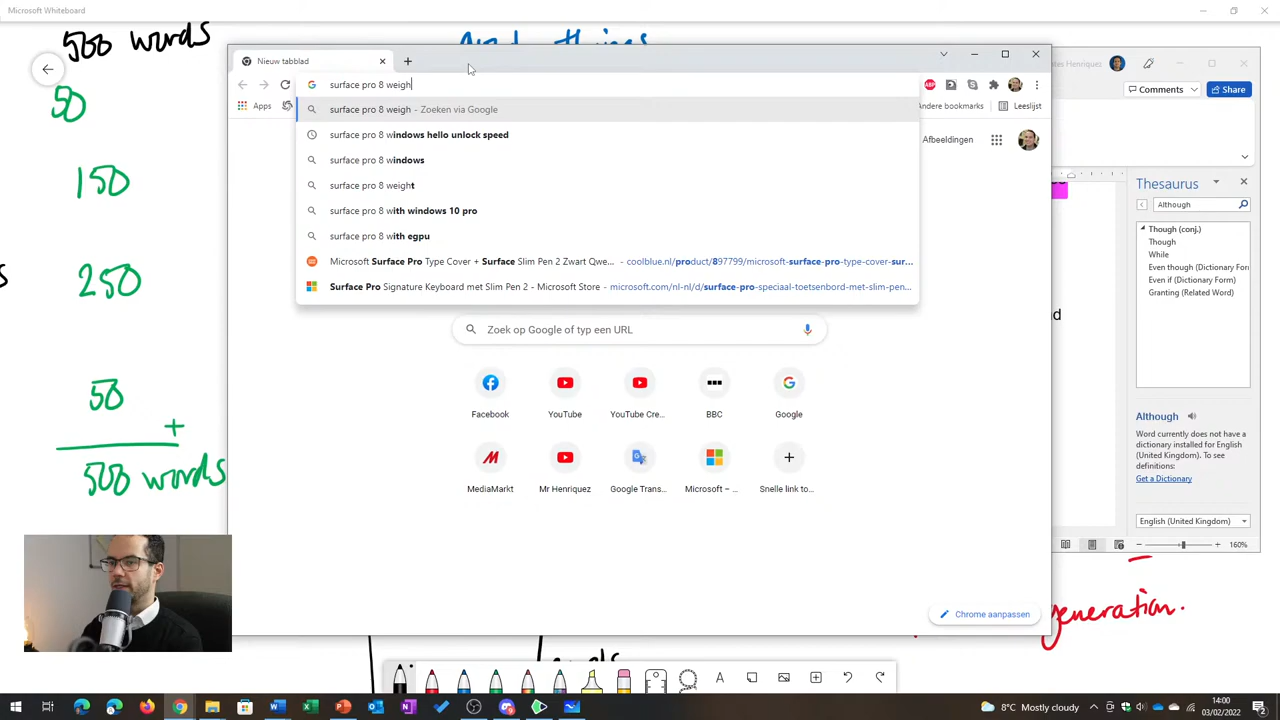 Microsoft Whiteboard
500 words
50
150
250
50
+
500 words
Nieuw tabblad
surface pro 8 weigh
Apps
Andere bookmarks
Leeslijst
surface pro 8 weigh - Zoeken via Google
surface pro 8 windows hello unlock speed
surface pro 8 windows
surface pro 8 weight
surface pro 8 with windows 10 pro
surface pro 8 with egpu
Microsoft Surface Pro Type Cover + Surface Slim Pen 2 Zwart Qwe... - coolblue.nl/product/897799/microsoft-surface-pro-type-cover-sur...
Surface Pro Signature Keyboard met Slim Pen 2 - Microsoft Store - microsoft.com/nl-nl/d/surface-pro-speciaal-toetsenbord-met-slim-pen...
Afbeeldingen
Zoek op Google of typ een URL
Facebook
YouTube
YouTube Cre...
BBC
Google
MediaMarkt
Mr Henriquez
Google Trans...
Microsoft – ...
Snelle link to...
Chrome aanpassen
Henriques
Comments
Share
Thesaurus
Although
Though (conj.)
Though
While
Even though (Dictionary For
Even if (Dictionary Form)
Granting (Related Word)
Although
Word currently does not have a
dictionary installed for English
(United Kingdom). To see
definitions:
Get a Dictionary
English (United Kingdom)
160%
generation.
8°C Mostly cloudy
14:00
03/02/2022